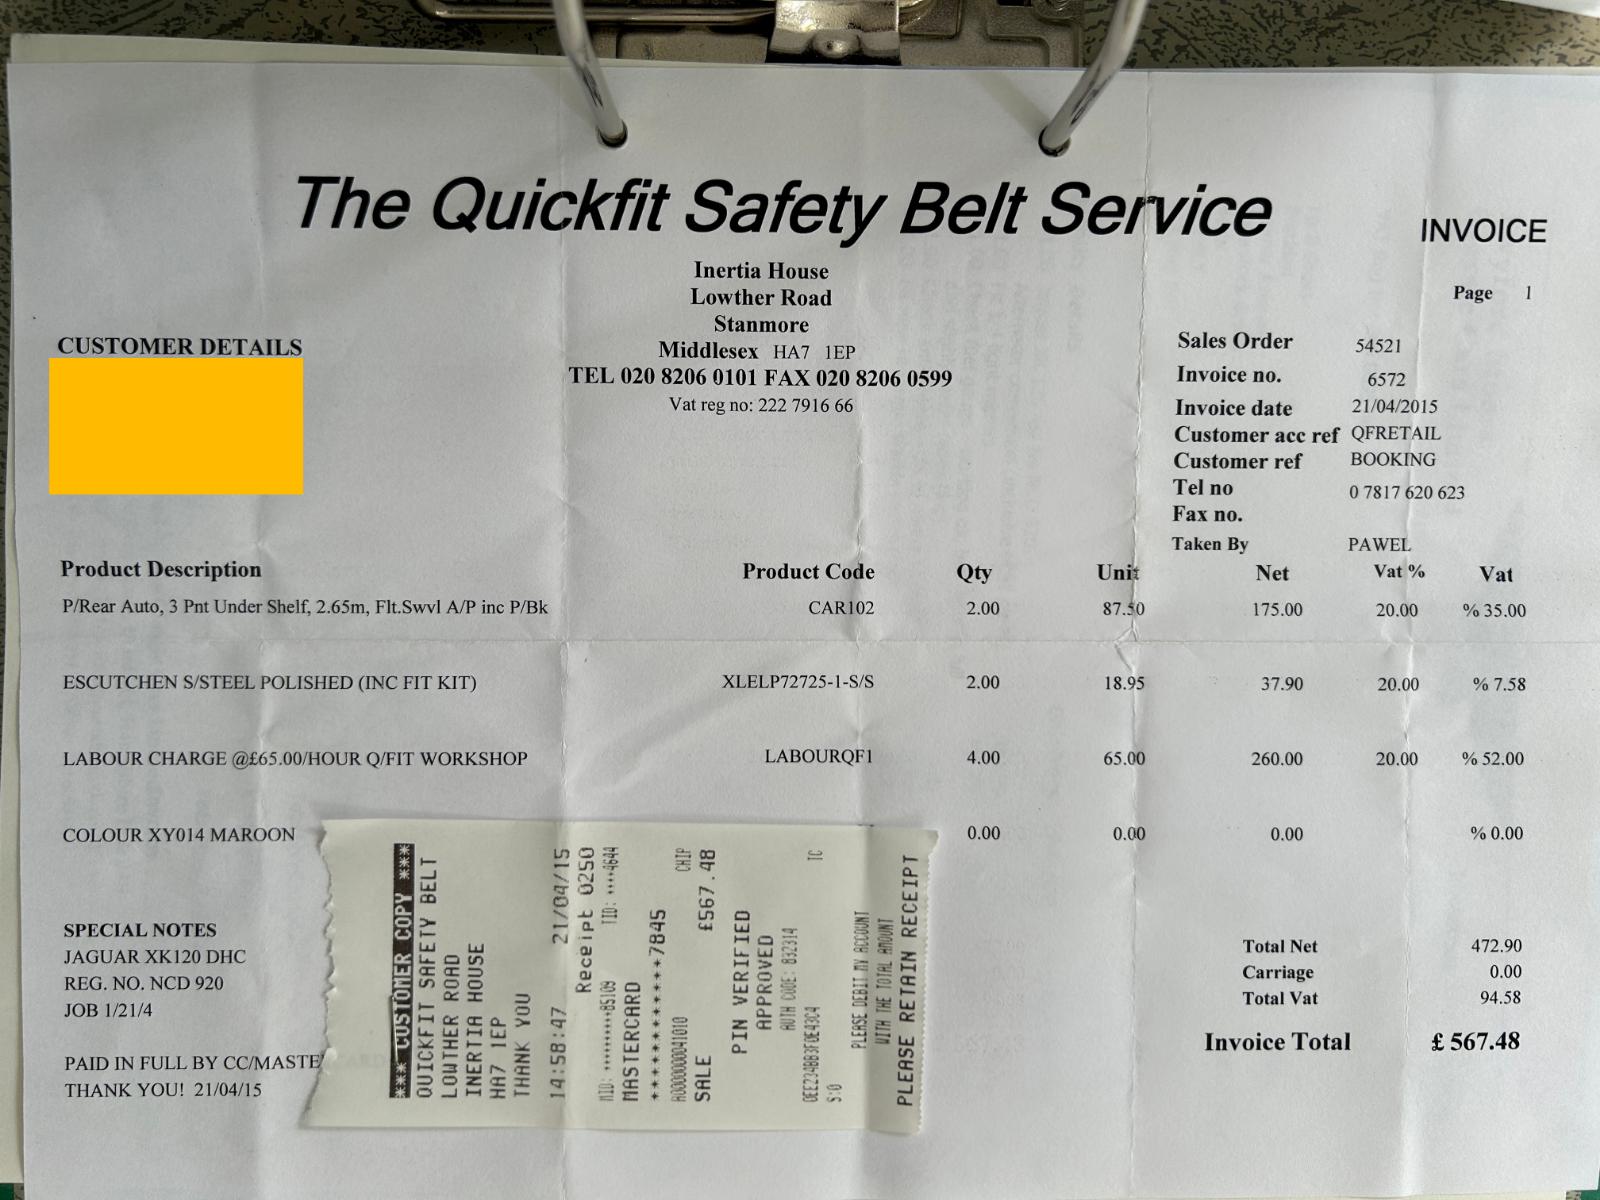 The Quickfit Safety Belt Service
INVOICE
Inertia House
Lowther Road
Stanmore
Middlesex HA7 1EP
TEL 020 8206 0101 FAX 020 8206 0599
Vat reg no: 222 7916 66
Page 1
CUSTOMER DETAILS
Sales Order 54521
Invoice no. 6572
Invoice date 21/04/2015
Customer acc ref QFRETAIL
Customer ref BOOKING
Tel no 0 7817 620 623
Fax no.
Taken By PAWEL
Product Description Product Code Qty Unit Net Vat % Vat
P/Rear Auto, 3 Pnt Under Shelf, 2.65m, Flt.Swvl A/P inc P/Bk CAR102 2.00 87.50 175.00 20.00 % 35.00
ESCUTCHEN S/STEEL POLISHED (INC FIT KIT) XLELP72725-1-S/S 2.00 18.95 37.90 20.00 % 7.58
LABOUR CHARGE @£65.00/HOUR Q/FIT WORKSHOP LABOURQF1 4.00 65.00 260.00 20.00 % 52.00
COLOUR XY014 MAROON 0.00 0.00 0.00 % 0.00
SPECIAL NOTES
JAGUAR XK120 DHC
REG. NO. NCD 920
JOB 1/21/4
PAID IN FULL BY CC/MASTERCARD
THANK YOU! 21/04/15
*** CUSTOMER COPY ***
QUICKFIT SAFETY BELT
LOWTHER ROAD
INERTIA HOUSE
HA7 1EP
THANK YOU
14:58:47 21/04/15
Receipt 0250
MID: **********85109 TID: ****4644
MASTERCARD
************7845
A0000000041010 CHIP
SALE £567.48
PIN VERIFIED
APPROVED
AUTH CODE: 832314
TC
S:0
PLEASE DEBIT MY ACCOUNT
WITH THE TOTAL AMOUNT
PLEASE RETAIN RECEIPT
Total Net 472.90
Carriage 0.00
Total Vat 94.58
Invoice Total £ 567.48